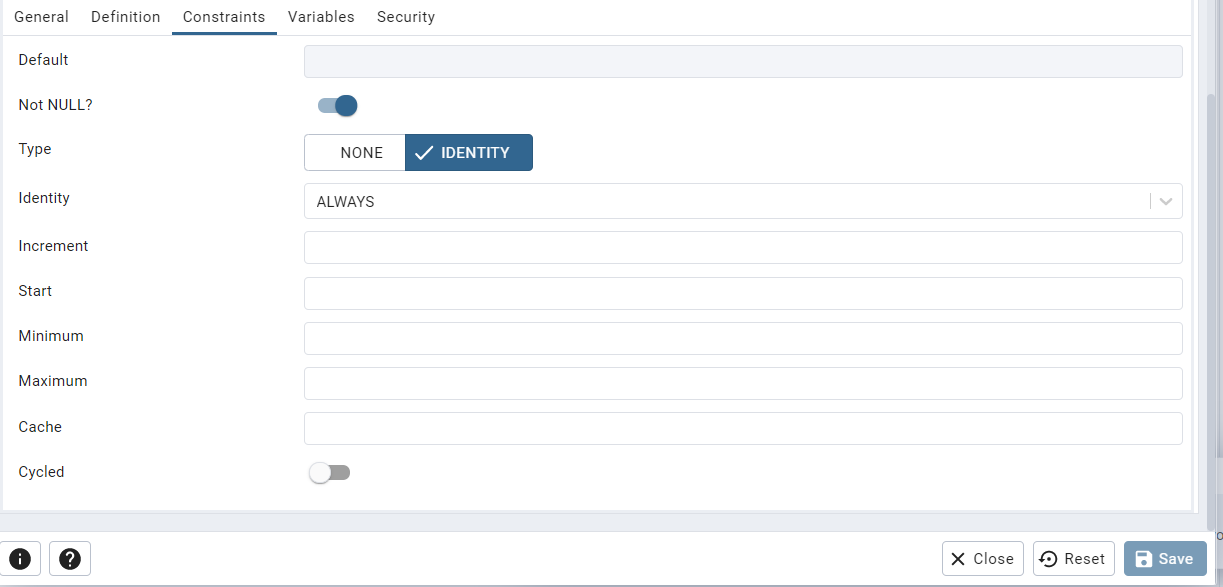 General Definition Constraints Variables Security
Default
Not NULL?
Type NONE IDENTITY
Identity ALWAYS
Increment
Start
Minimum
Maximum
Cache
Cycled
Close Reset Save